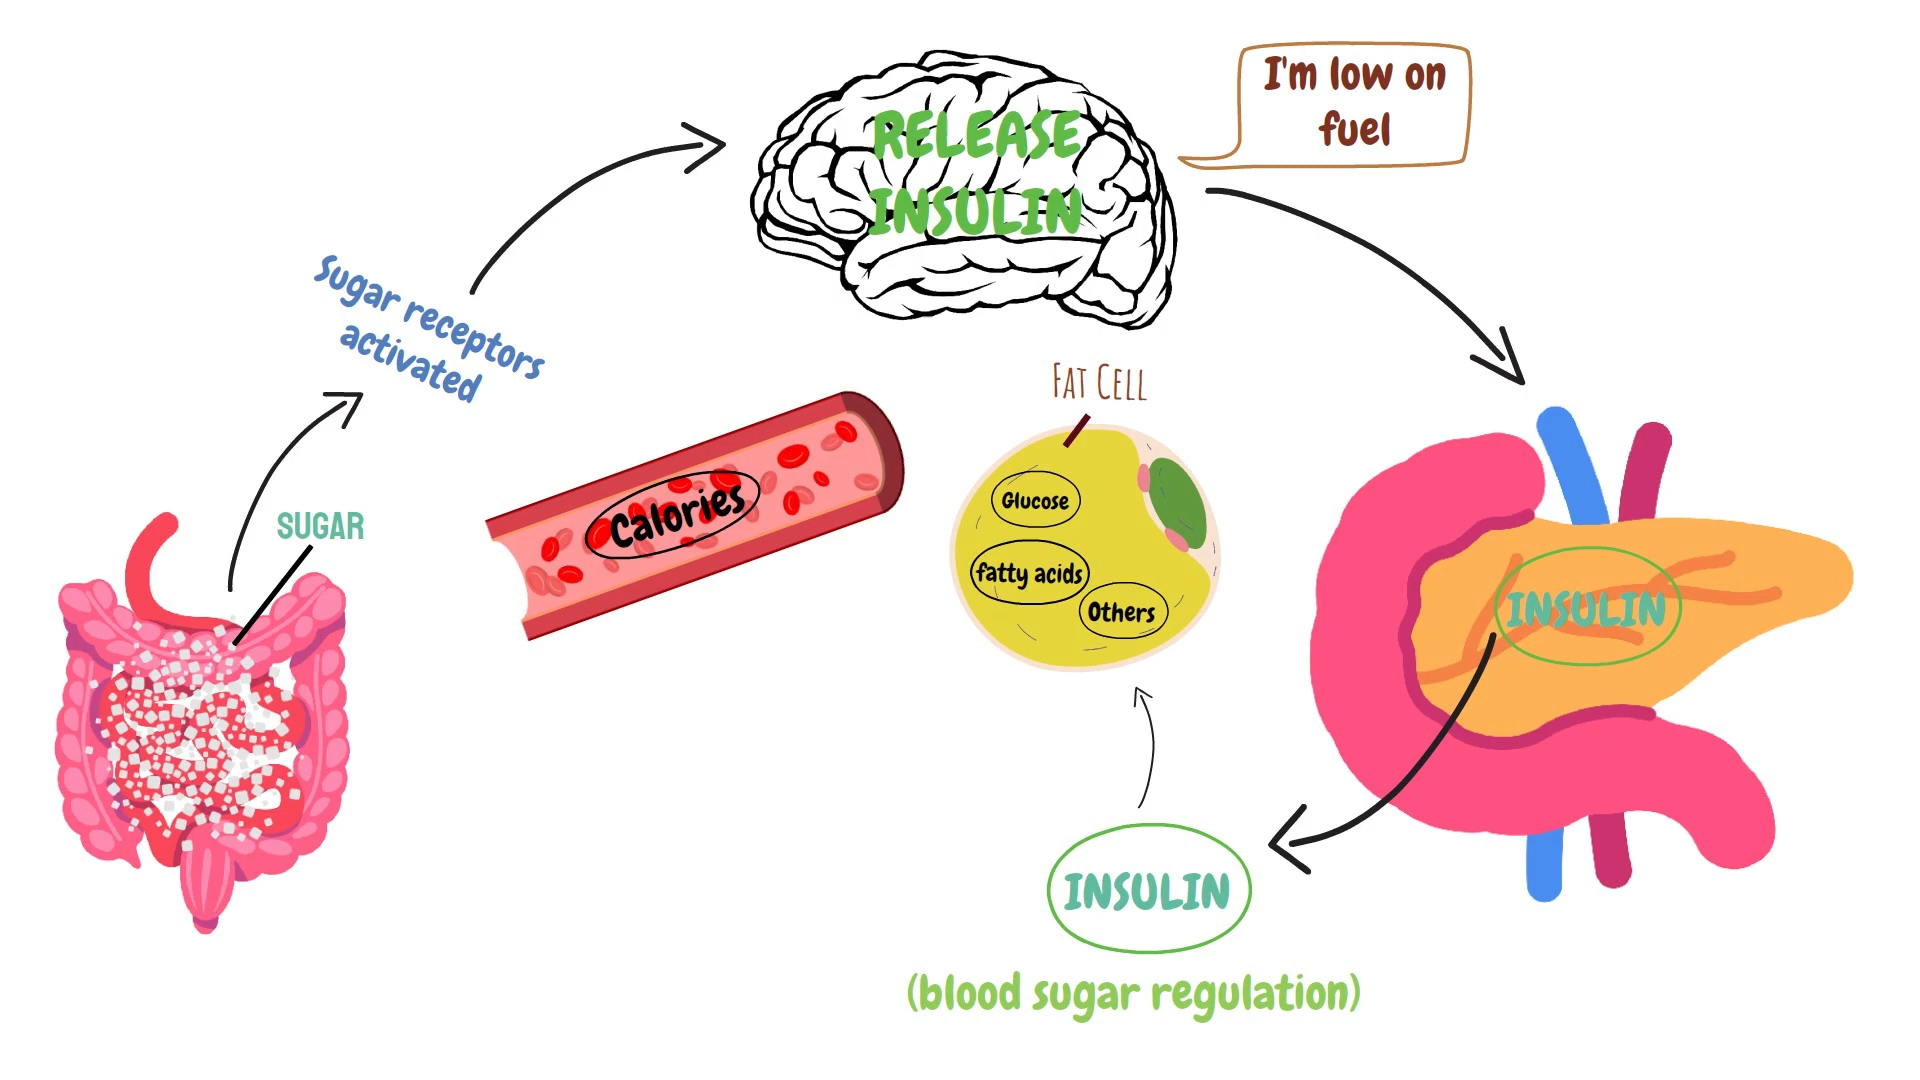 I'm low on
fuel
RELEASE
INSULIN
Sugar receptors
activated
FAT CELL
Calories
Glucose
fatty acids
Others
SUGAR
INSULIN
INSULIN
(blood sugar regulation)